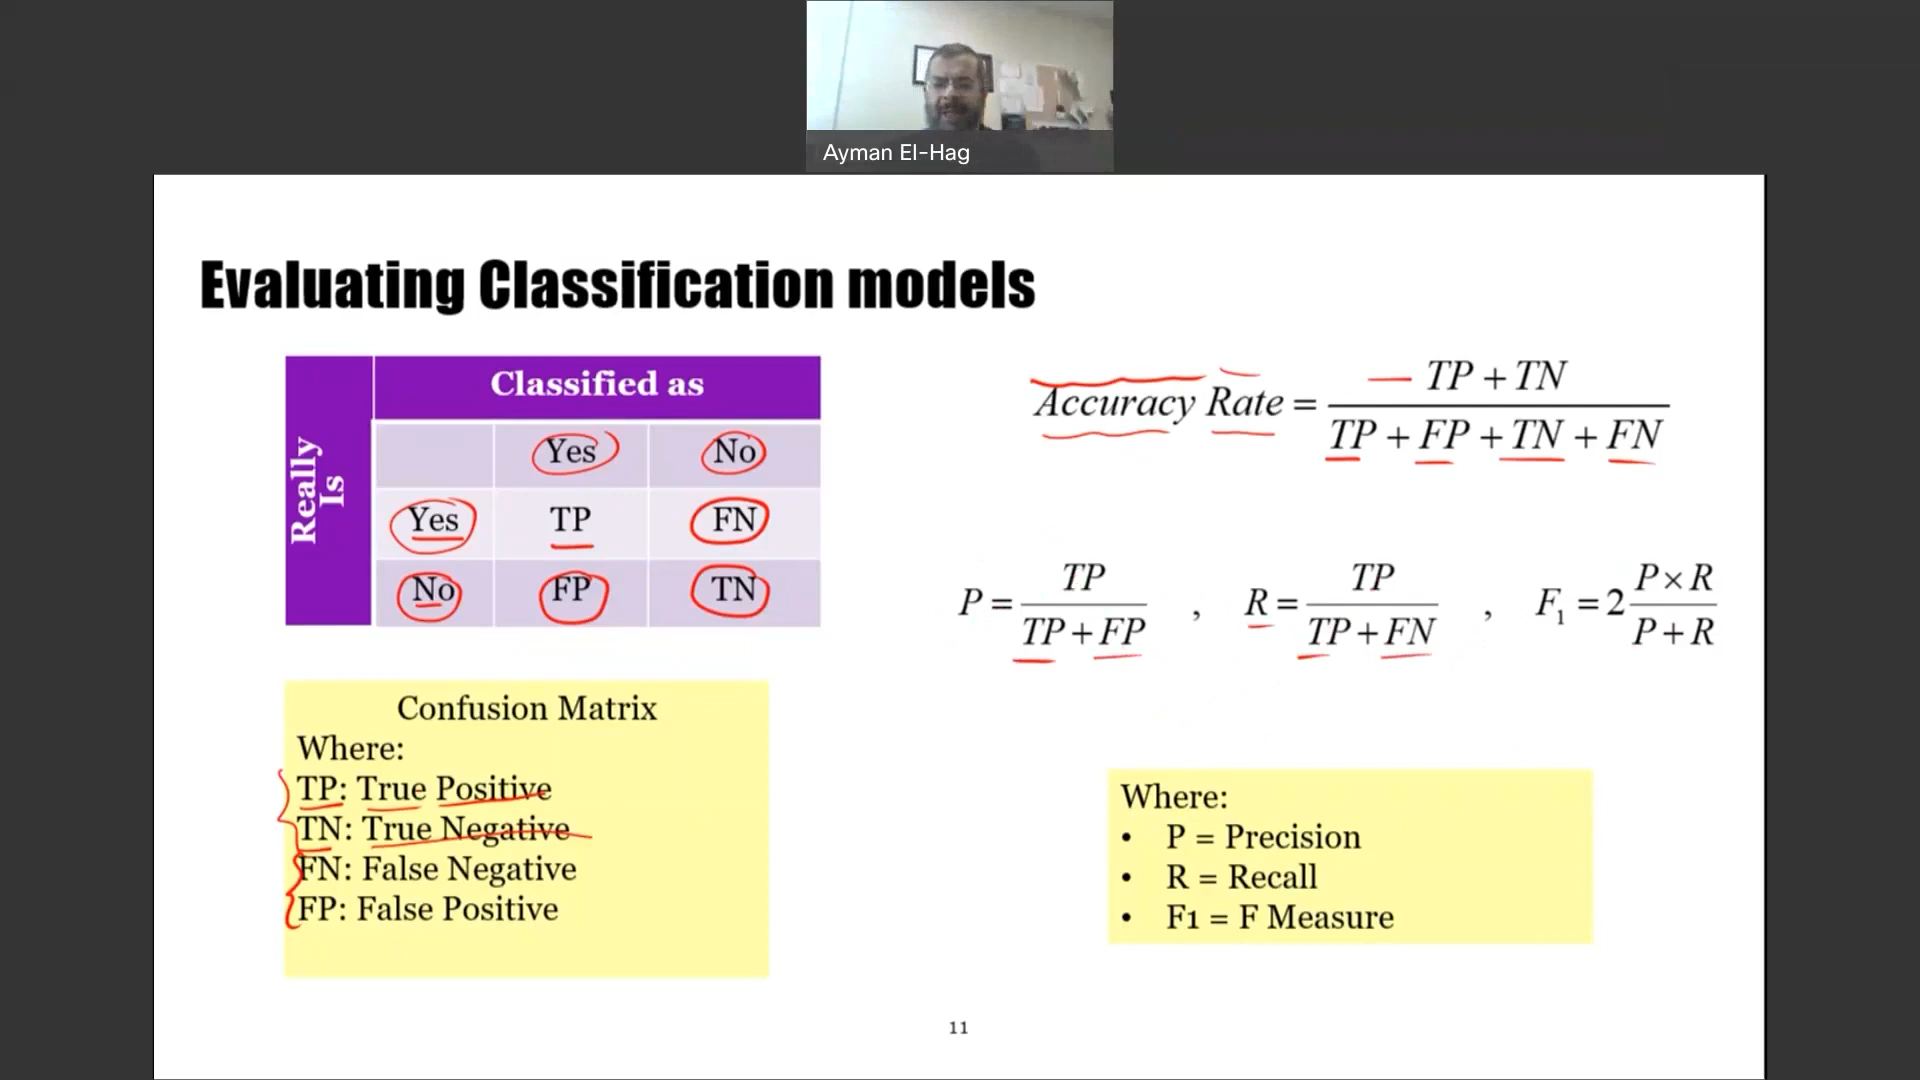 Ayman El-Hag
Evaluating Classification models
Really Is
Classified as
Yes No
Yes TP FN
No FP TN
Accuracy Rate = TP + TN / TP + FP + TN + FN
P = TP / TP + FP , R = TP / TP + FN , F₁ = 2 P × R / P + R
Confusion Matrix
Where:
TP: True Positive
TN: True Negative
FN: False Negative
FP: False Positive
Where:
• P = Precision
• R = Recall
• F1 = F Measure
11